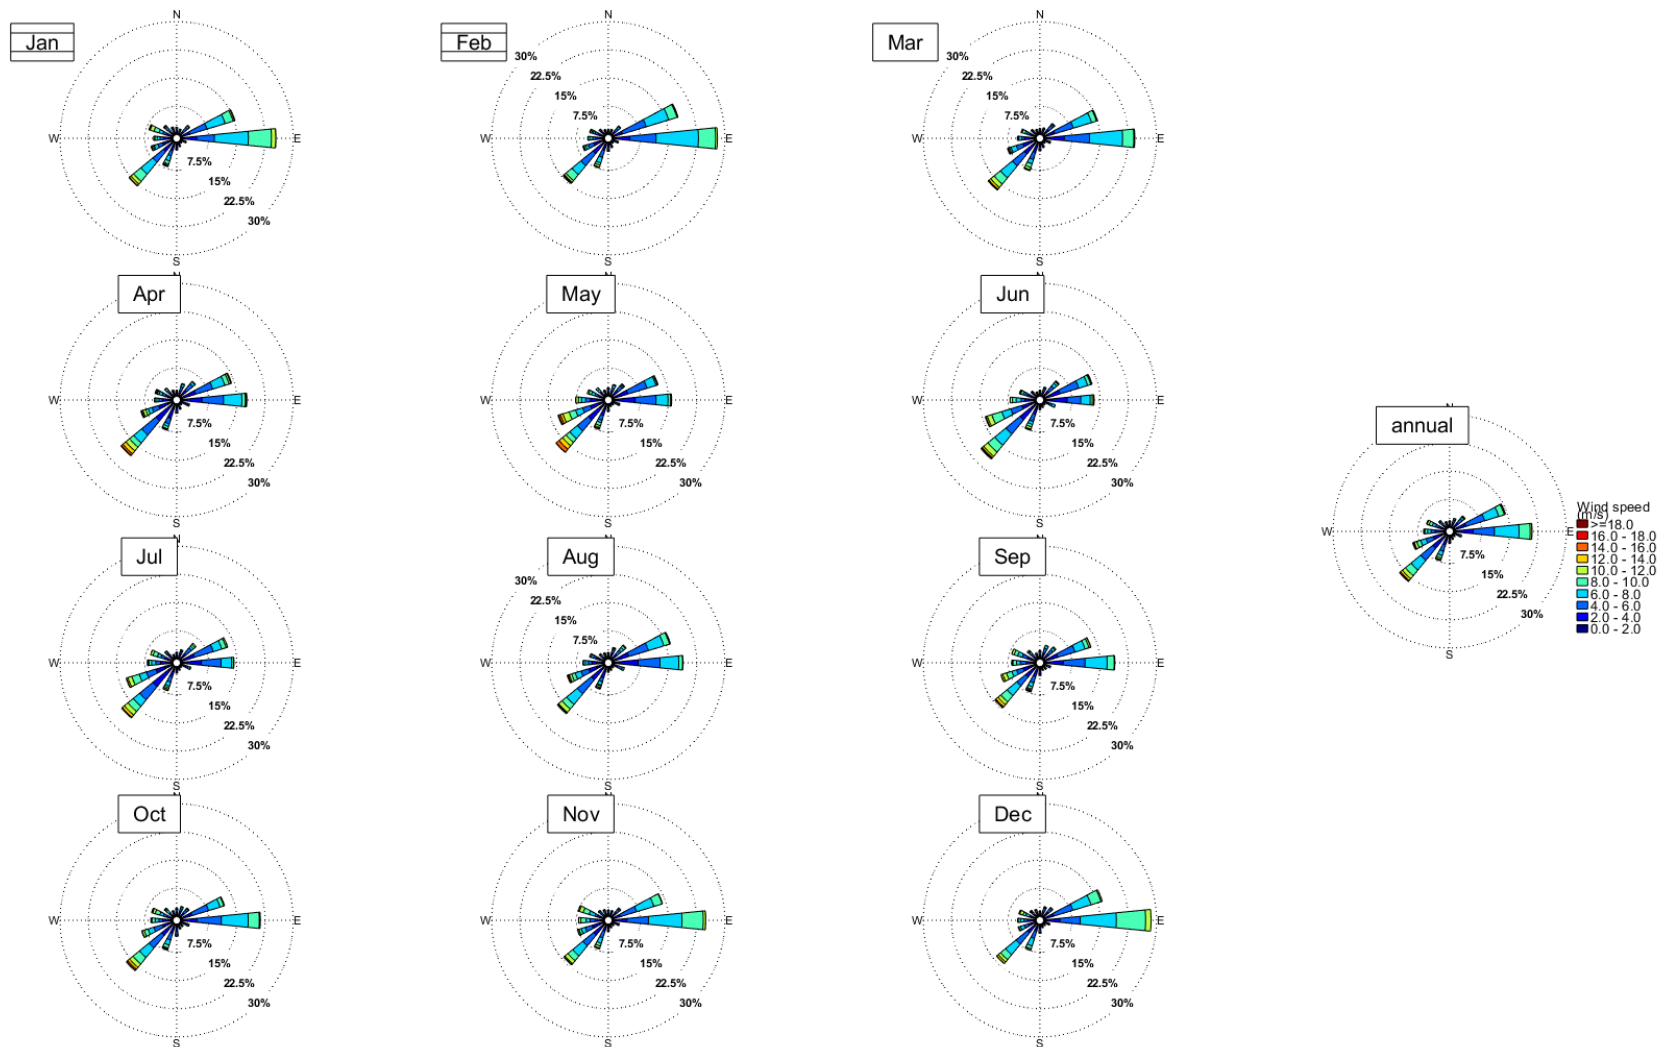 Jan
N
W
E
S
7.5%
15%
22.5%
30%
Feb
N
30%
22.5%
15%
7.5%
W
E
S
Mar
N
30%
22.5%
15%
7.5%
W
E
S
Apr
N
W
E
7.5%
15%
22.5%
30%
S
May
N
W
E
7.5%
15%
22.5%
30%
S
Jun
N
W
E
7.5%
15%
22.5%
30%
S
Jul
N
W
E
7.5%
15%
22.5%
30%
S
Aug
N
30%
22.5%
15%
7.5%
W
E
S
Sep
N
W
E
7.5%
15%
22.5%
30%
S
Oct
N
W
E
7.5%
15%
22.5%
30%
S
Nov
N
W
E
7.5%
15%
22.5%
30%
S
Dec
N
W
E
7.5%
15%
22.5%
30%
S
annual
N
W
E
7.5%
15%
22.5%
30%
S
Wind speed
(m/s)
>=18.0
16.0 - 18.0
14.0 - 16.0
12.0 - 14.0
10.0 - 12.0
8.0 - 10.0
6.0 - 8.0
4.0 - 6.0
2.0 - 4.0
0.0 - 2.0